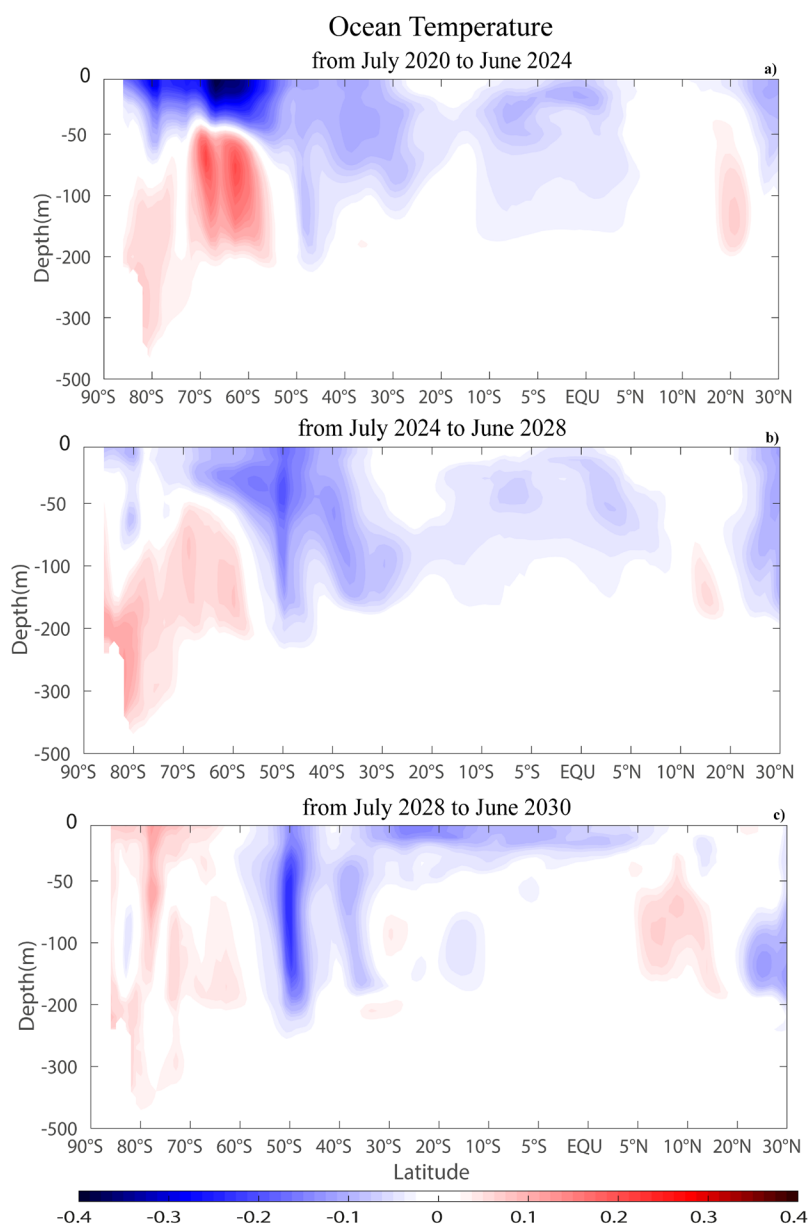 Ocean Temperature
from July 2020 to June 2024
a)
0
-50
-100
-200
-300
-500
Depth(m)
90°S 80°S 70°S 60°S 50°S 40°S 30°S 20°S 10°S 5°S EQU 5°N 10°N 20°N 30°N
from July 2024 to June 2028
b)
0
-50
-100
-200
-300
-500
Depth(m)
90°S 80°S 70°S 60°S 50°S 40°S 30°S 20°S 10°S 5°S EQU 5°N 10°N 20°N 30°N
from July 2028 to June 2030
c)
0
-50
-100
-200
-300
-500
Depth(m)
90°S 80°S 70°S 60°S 50°S 40°S 30°S 20°S 10°S 5°S EQU 5°N 10°N 20°N 30°N
Latitude
-0.4 -0.3 -0.2 -0.1 0 0.1 0.2 0.3 0.4